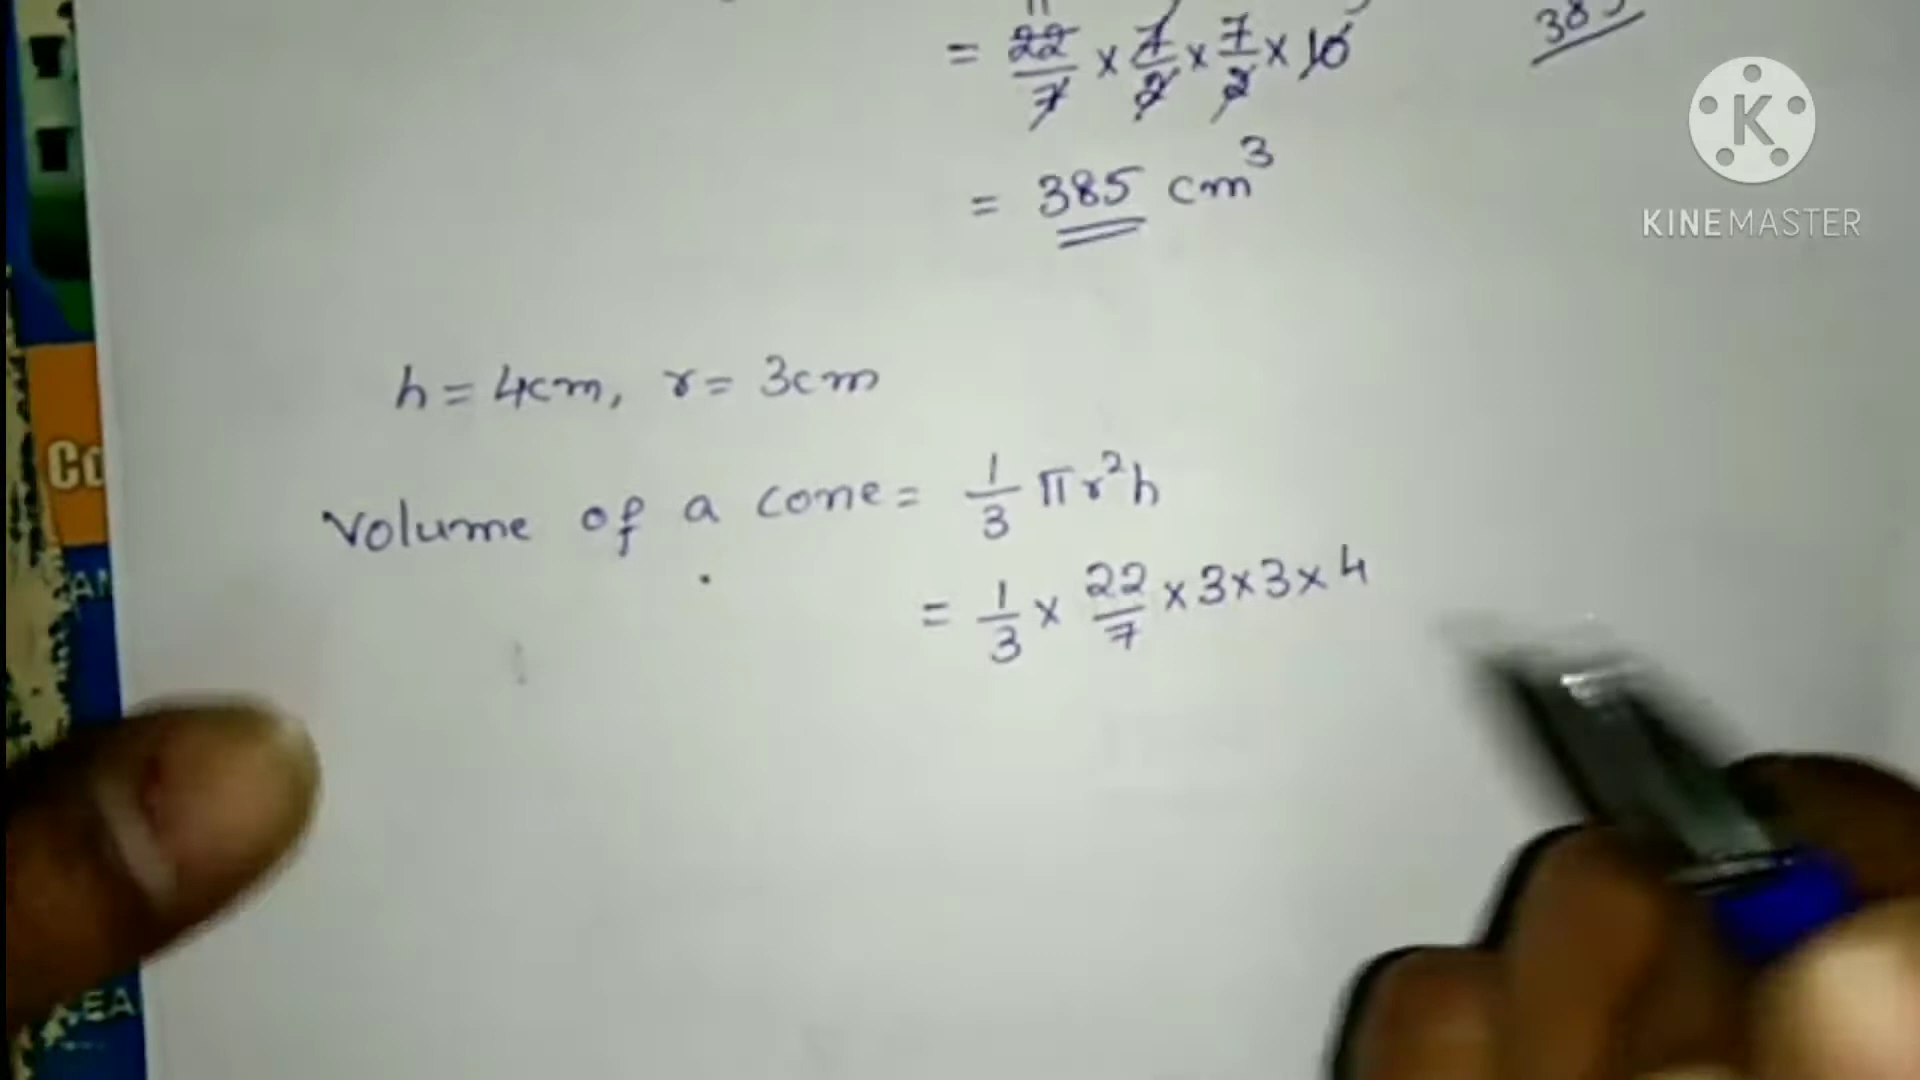 = 22/7 × 7/2 × 7/2 × 10
385
= 385 cm³
KINEMASTER
h = 4cm, r = 3cm
Volume of a cone = 1/3 πr²h
= 1/3 × 22/7 × 3×3×4